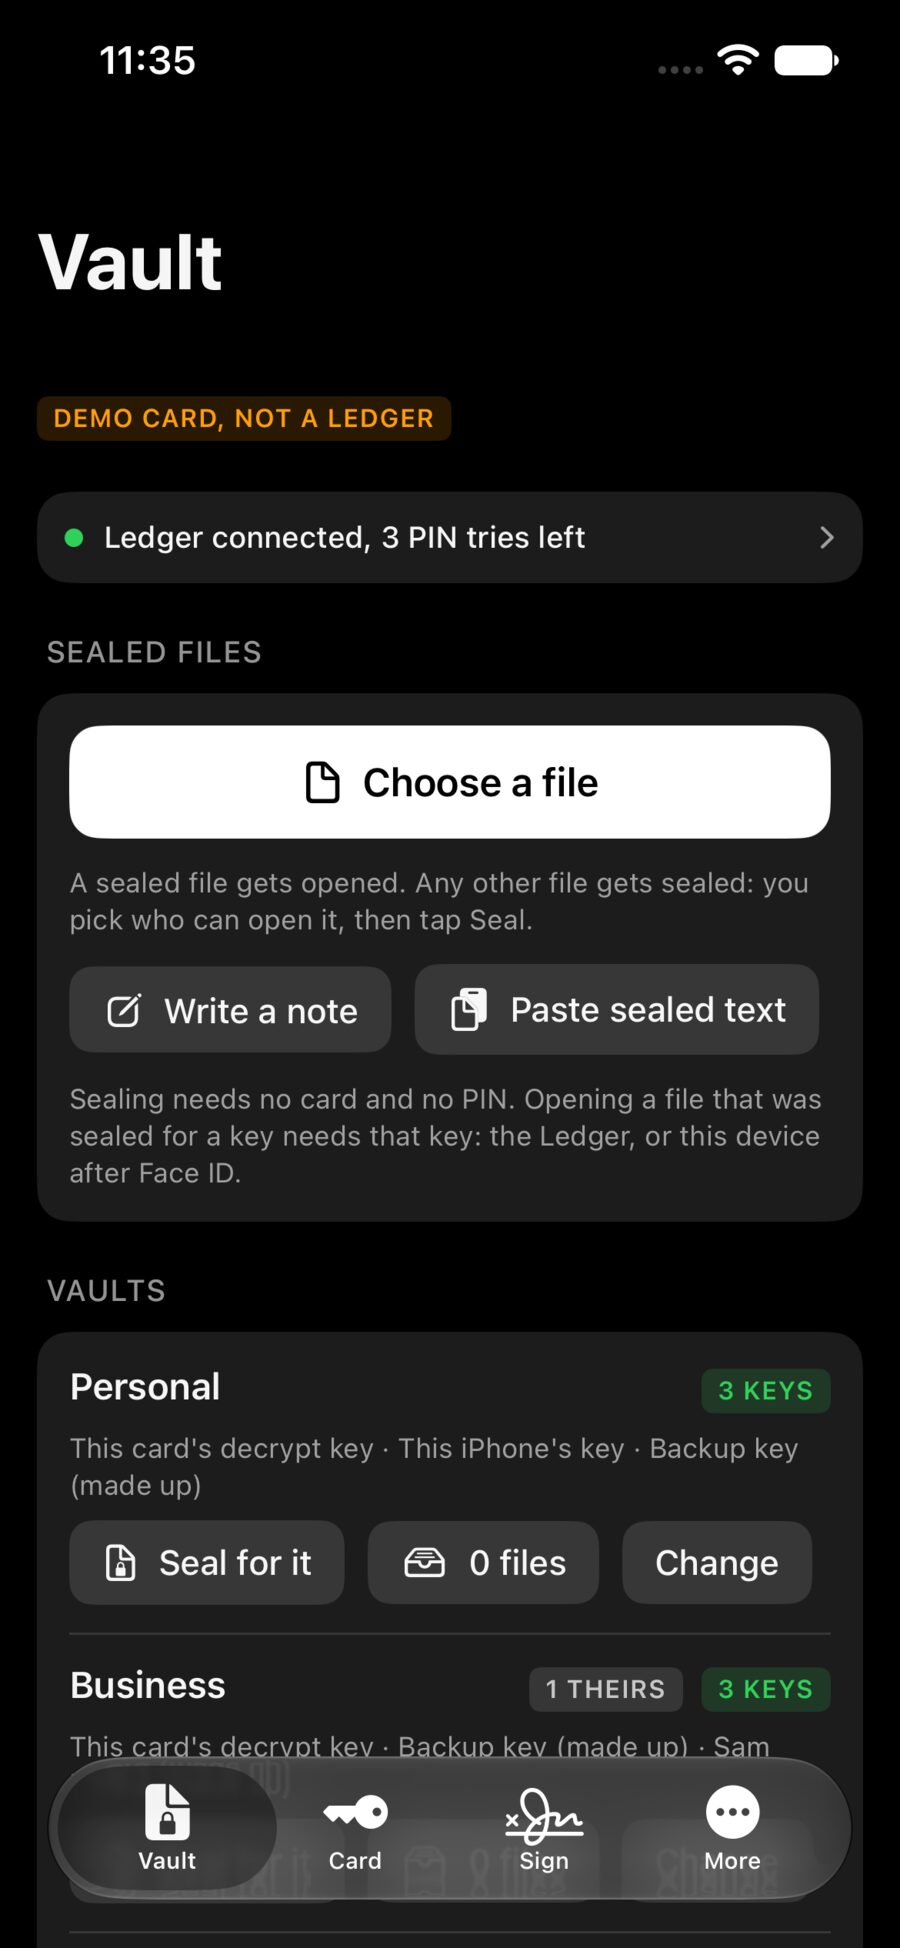 11:35
Vault
DEMO CARD, NOT A LEDGER
Ledger connected, 3 PIN tries left
SEALED FILES
Choose a file
A sealed file gets opened. Any other file gets sealed: you
pick who can open it, then tap Seal.
Write a note
Paste sealed text
Sealing needs no card and no PIN. Opening a file that was
sealed for a key needs that key: the Ledger, or this device
after Face ID.
VAULTS
Personal
3 KEYS
This card's decrypt key · This iPhone's key · Backup key
(made up)
Seal for it
0 files
Change
Business
1 THEIRS
3 KEYS
This card's decrypt key · Backup key (made up) · Sam
Vault
Card
Sign
More